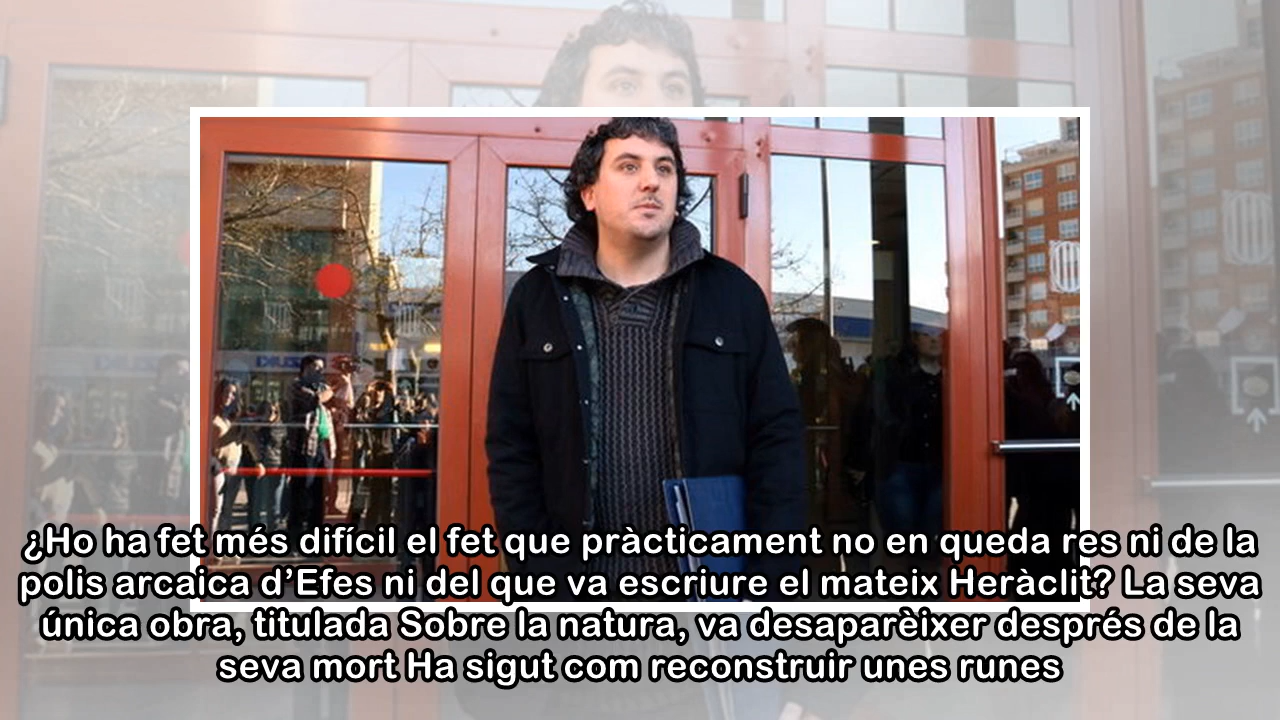 ¿Ho ha fet més difícil el fet que pràcticament no en queda res ni de la
polis arcaica d’Efes ni del que va escriure el mateix Heràclit? La seva
única obra, titulada Sobre la natura, va desaparèixer després de la
seva mort Ha sigut com reconstruir unes runes